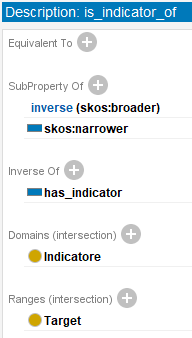 Description: is_indicator_of
Equivalent To
SubProperty Of
inverse (skos:broader)
skos:narrower
Inverse Of
has_indicator
Domains (intersection)
Indicatore
Ranges (intersection)
Target